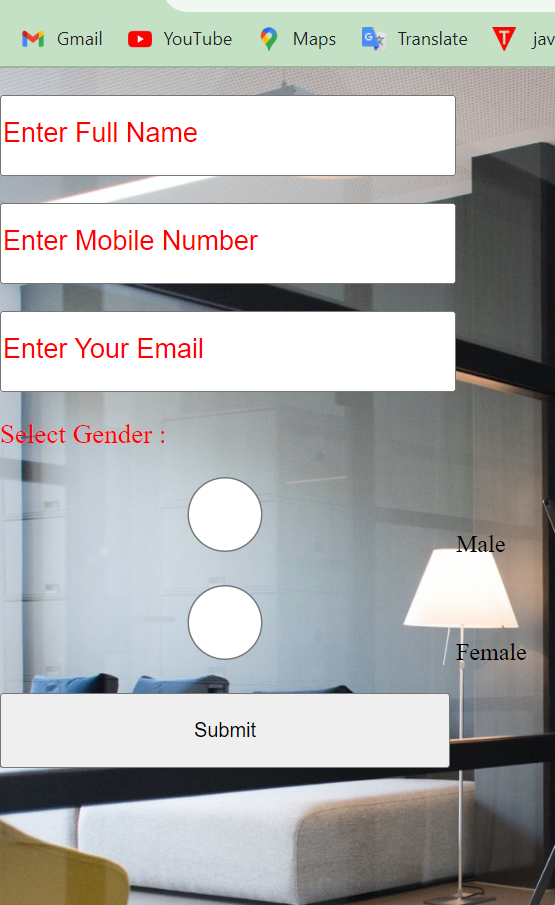 Gmail YouTube Maps Translate jav
Enter Full Name
Enter Mobile Number
Enter Your Email
Select Gender :
Male
Female
Submit